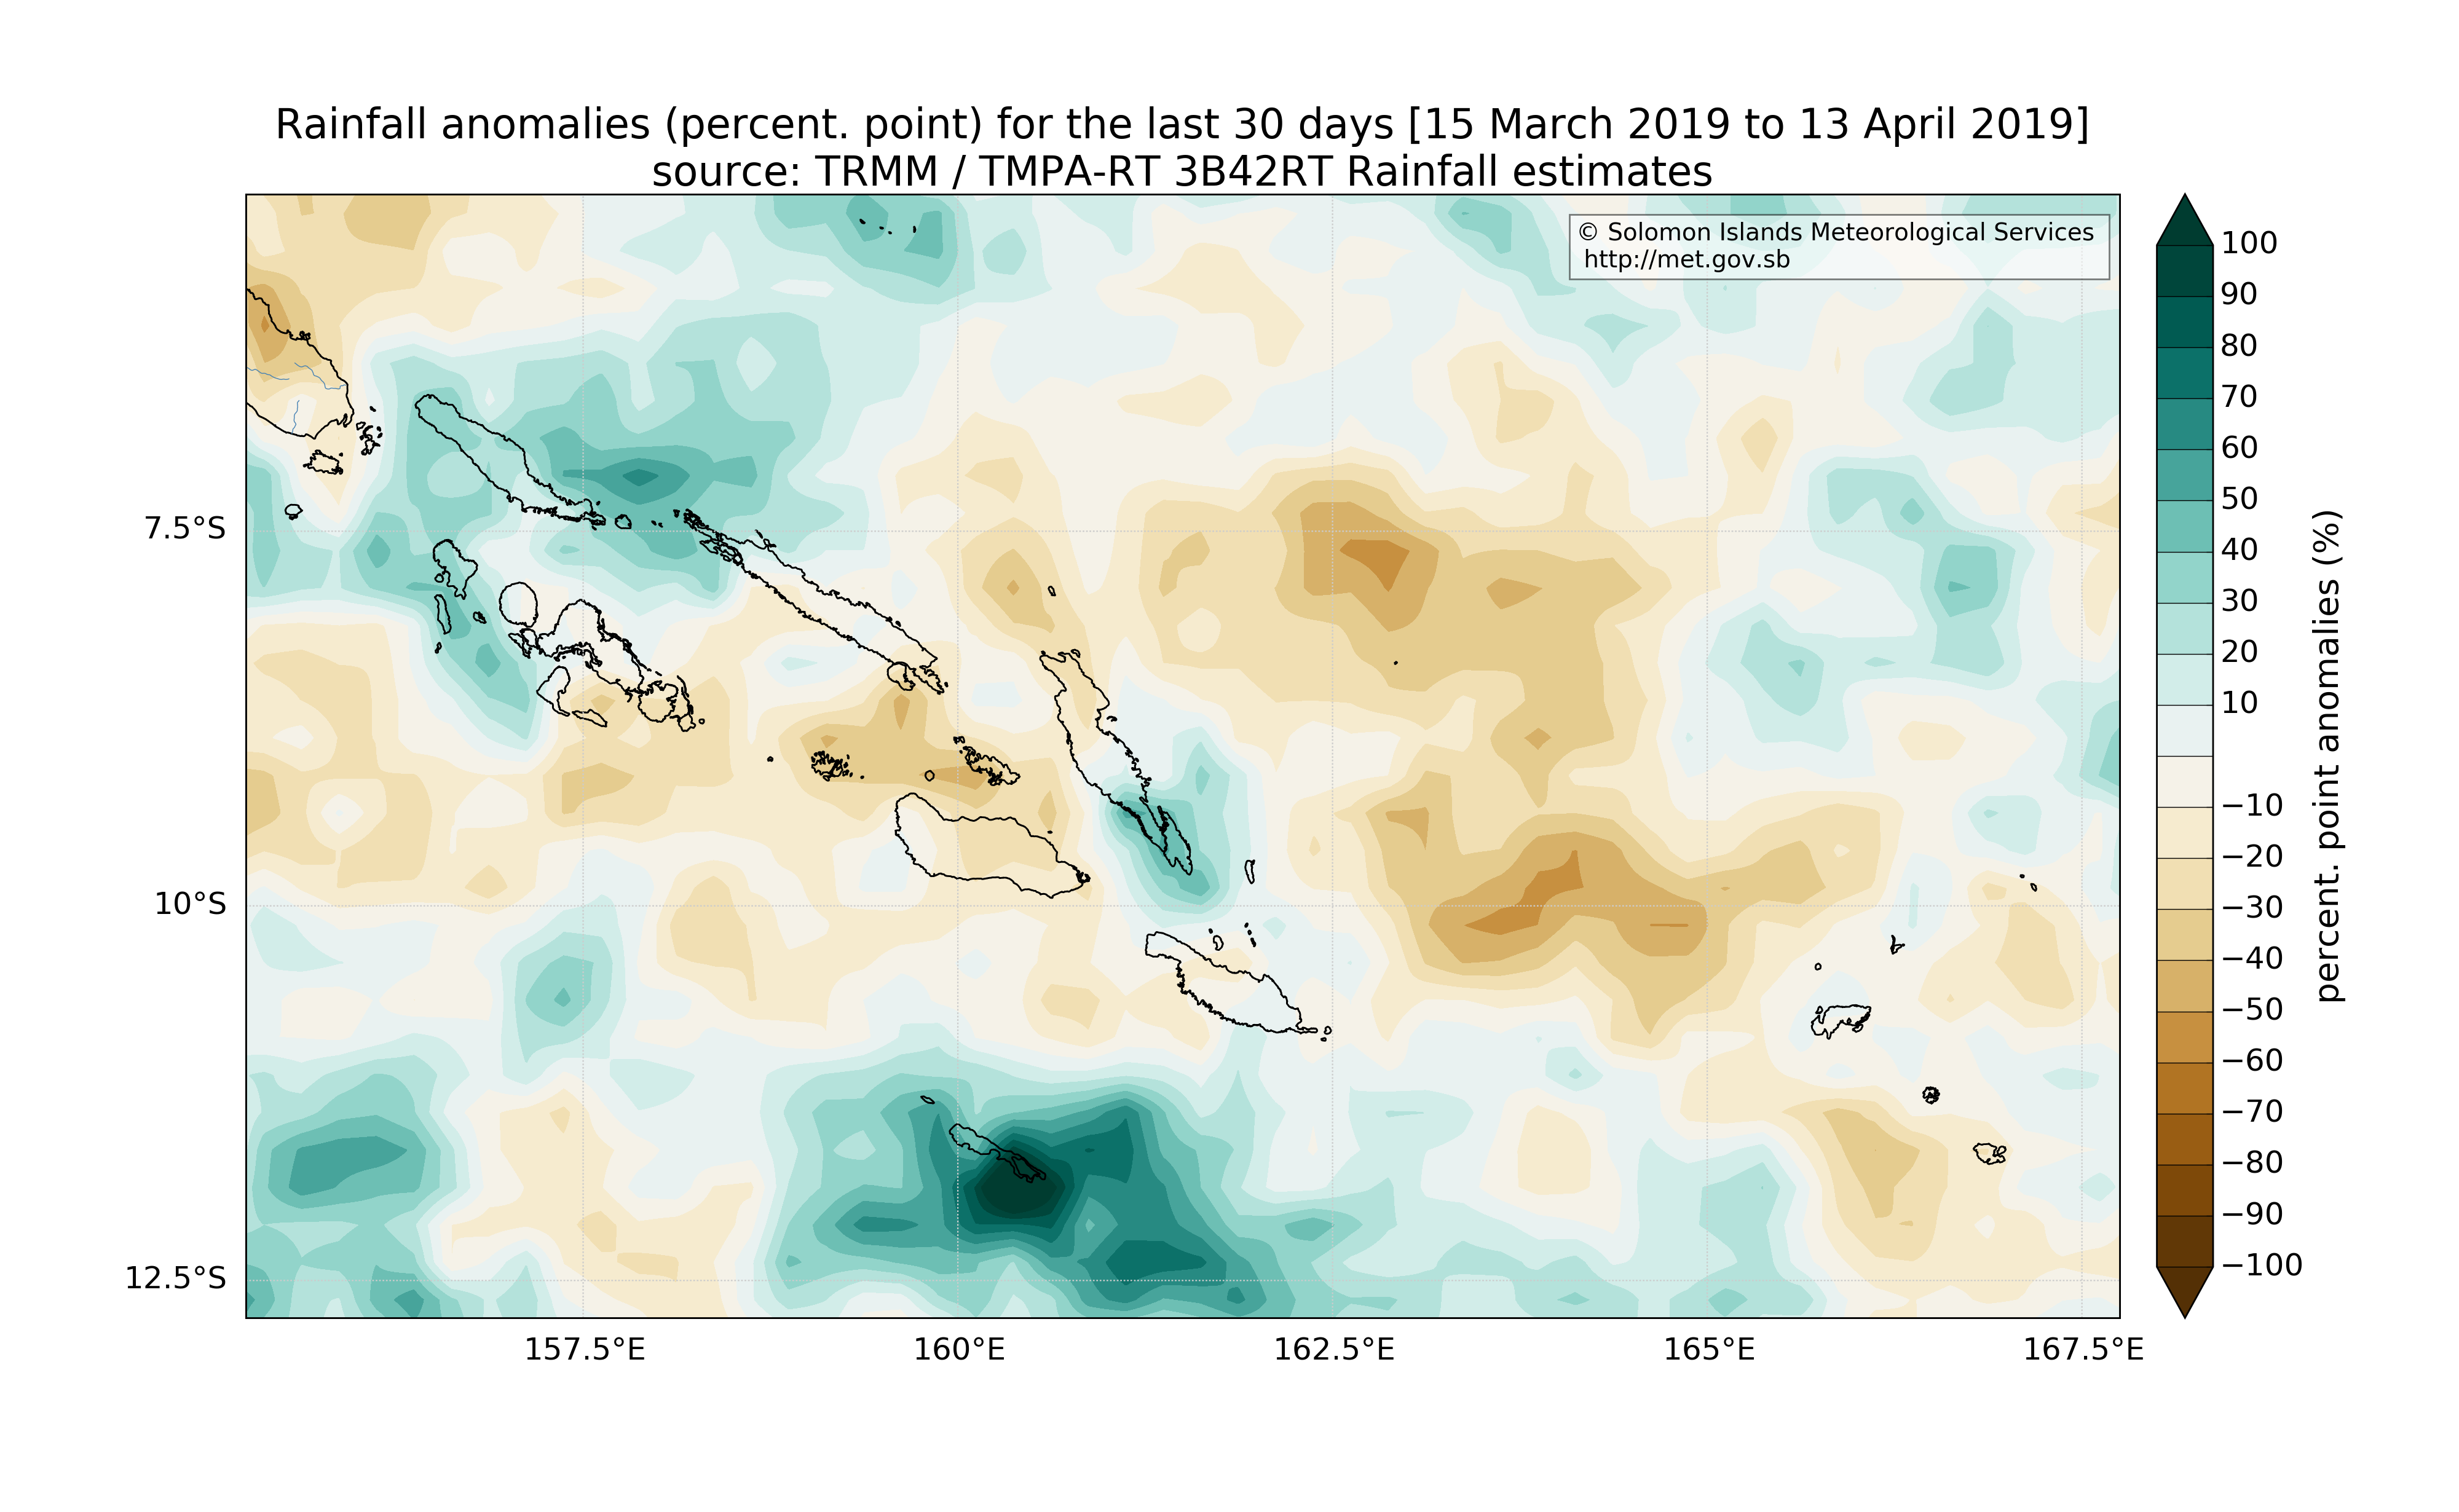 Rainfall anomalies (percent. point) for the last 30 days [15 March 2019 to 13 April 2019]
source: TRMM / TMPA-RT 3B42RT Rainfall estimates
© Solomon Islands Meteorological Services
http://met.gov.sb
7.5°S
10°S
12.5°S
157.5°E
160°E
162.5°E
165°E
167.5°E
100
90
80
70
60
50
40
30
20
10
−10
−20
−30
−40
−50
−60
−70
−80
−90
−100
percent. point anomalies (%)